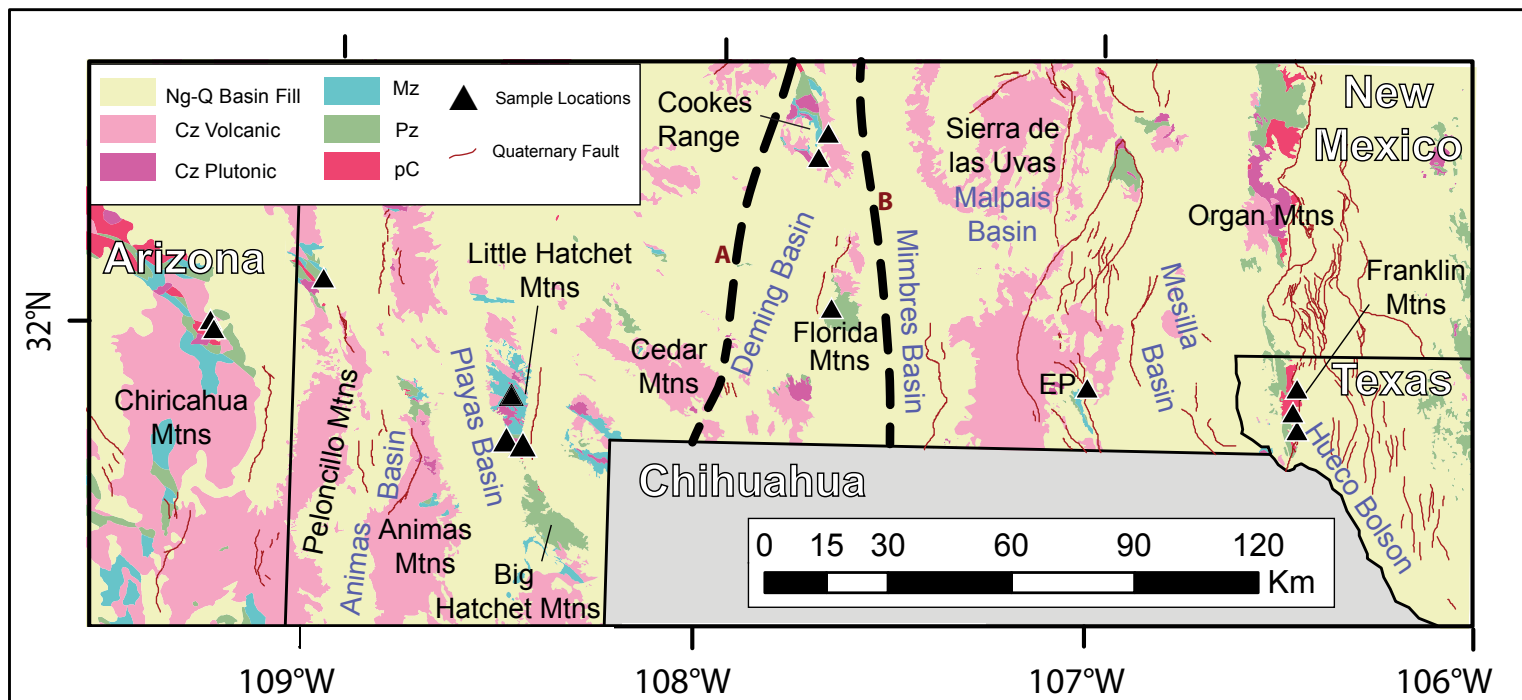 Ng-Q Basin Fill
Cz Volcanic
Cz Plutonic
Mz
Pz
pC
Sample Locations
Quaternary Fault
Cookes
Range
Sierra de
las Uvas
Malpais
Basin
New
Mexico
Organ Mtns
Arizona
Little Hatchet
Mtns
A
B
Deming Basin
Mimbres Basin
Mesilla
Basin
Franklin
Mtns
32°N
Chiricahua
Mtns
Peloncillo Mtns
Playas Basin
Cedar
Mtns
Florida
Mtns
EP
Texas
Animas
Basin
Animas
Mtns
Big
Hatchet Mtns
Chihuahua
Hueco Bolson
0 15 30 60 90 120
Km
109°W 108°W 107°W 106°W